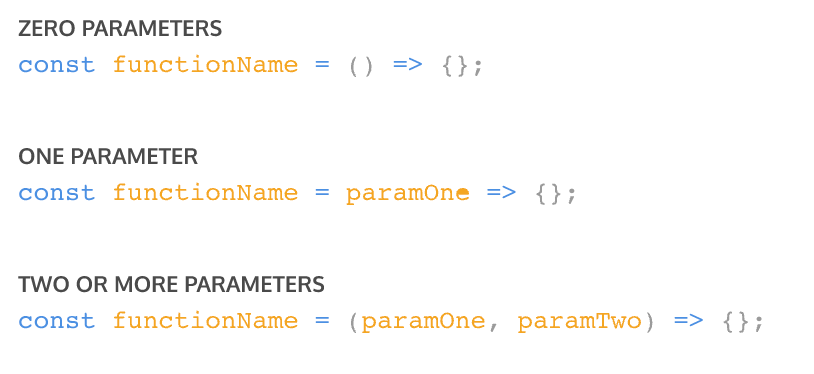 ZERO PARAMETERS
const functionName = () => {};
ONE PARAMETER
const functionName = paramOne => {};
TWO OR MORE PARAMETERS
const functionName = (paramOne, paramTwo) => {};